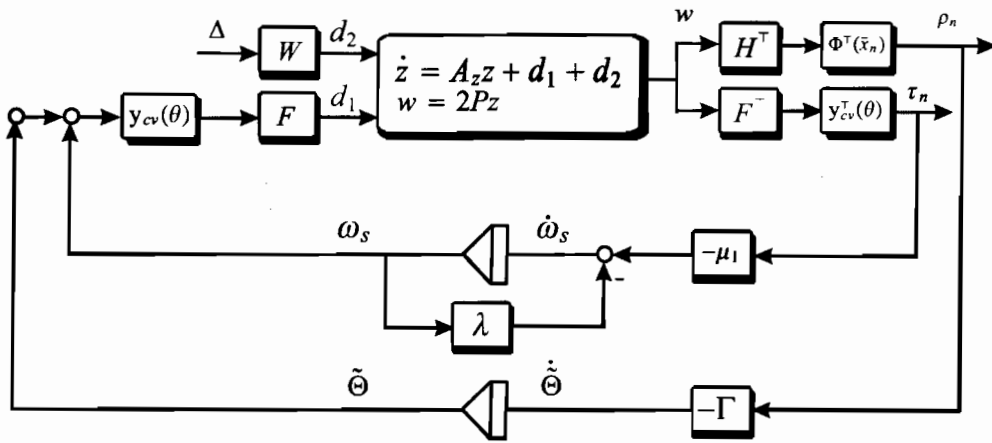 Δ
W
d₂
ż = A_z z + d₁ + d₂
w = 2Pz
w
H^⊤
Φ^⊤(x̄ₙ)
ρₙ
y_cv(θ)
F
d₁
F^⊤
y_cv^⊤(θ)
τₙ
ω_s
ω̇_s
-μ₁
-
λ
Θ̃
Θ̃̇
-Γ